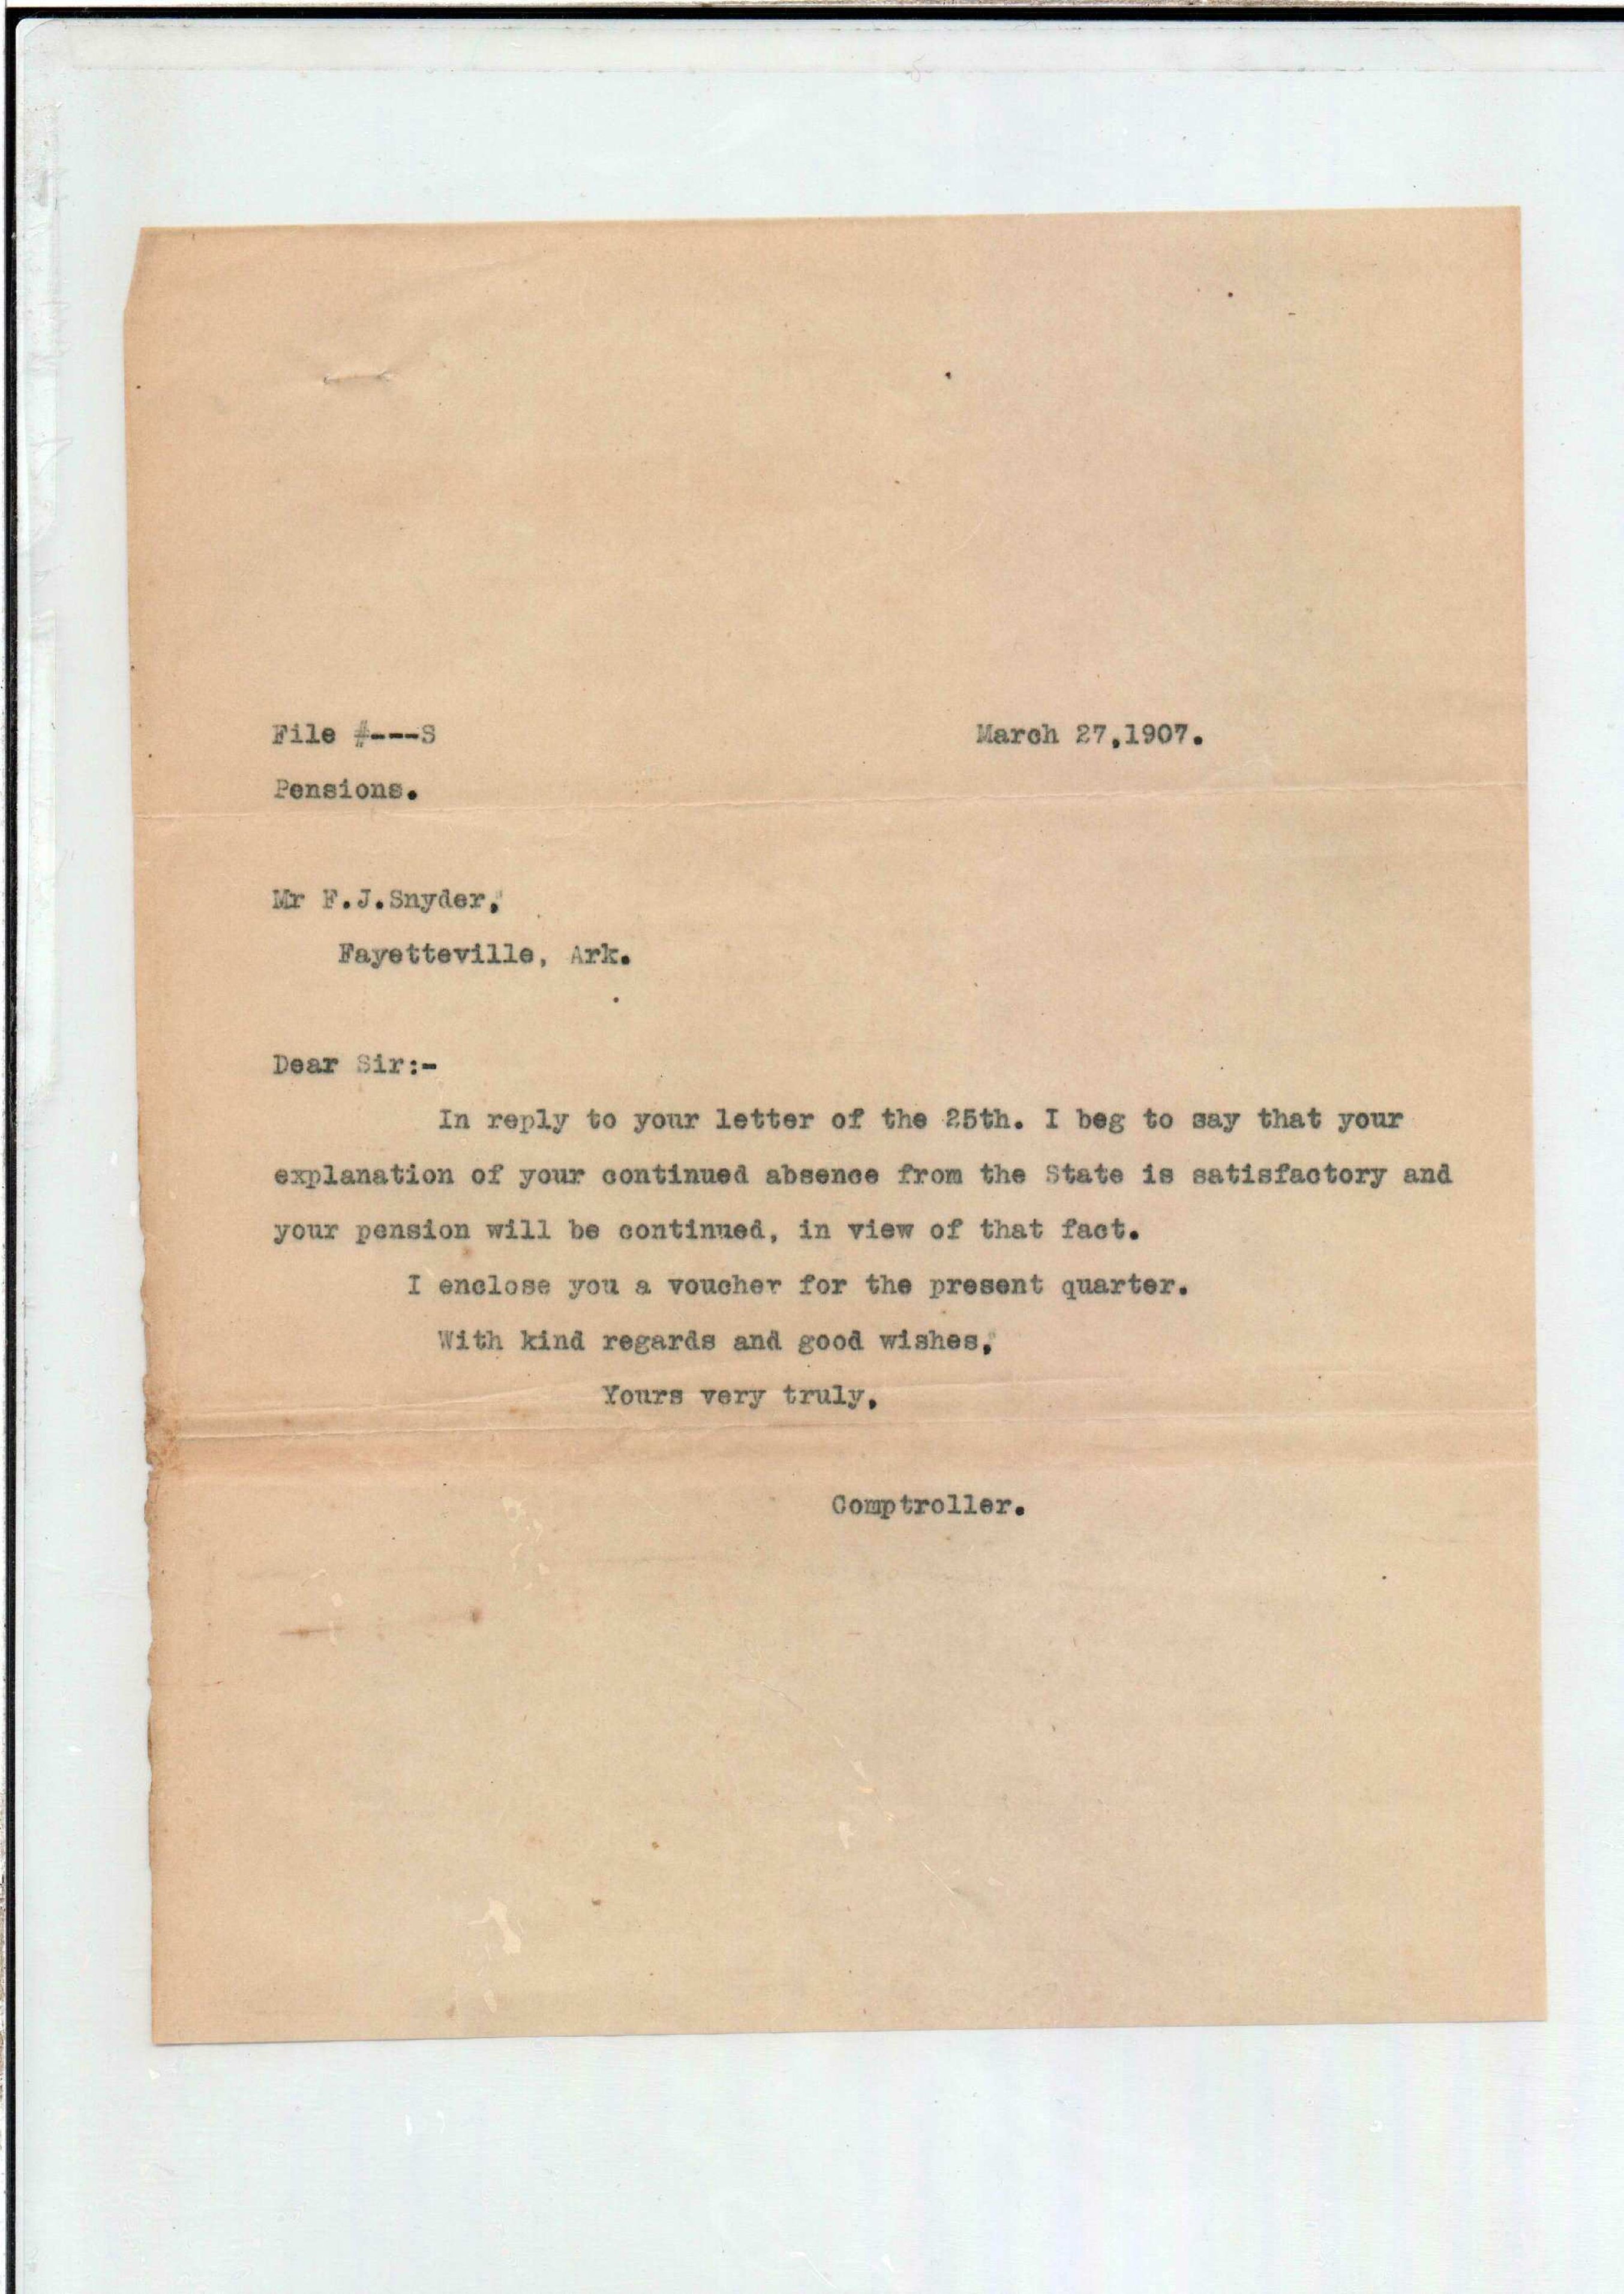 File #---S March 27,1907.
Pensions.
Mr F.J.Snyder,
Fayetteville, Ark.
Dear Sir:-
In reply to your letter of the 25th. I beg to say that your
explanation of your continued absence from the State is satisfactory and
your pension will be continued, in view of that fact.
I enclose you a voucher for the present quarter.
With kind regards and good wishes,
Yours very truly,
Comptroller.